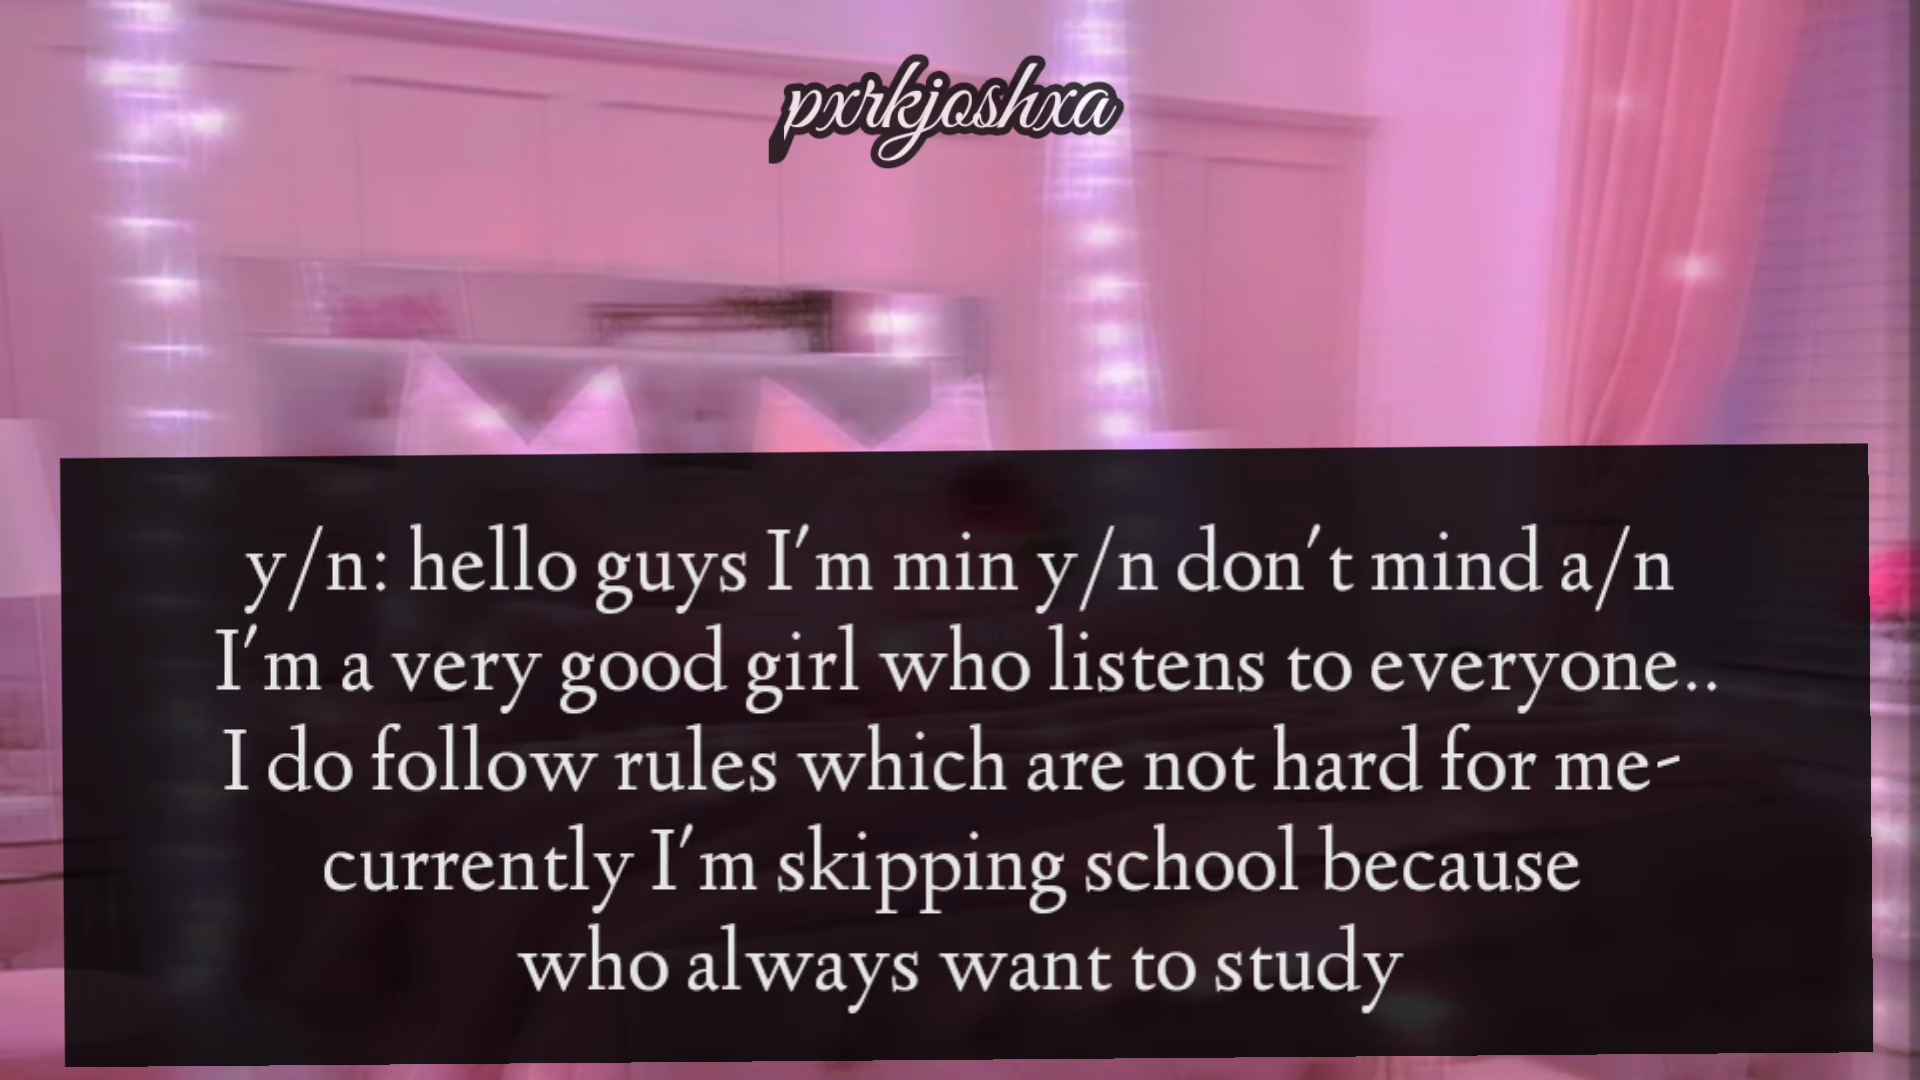 pxrkjoshxa
y/n: hello guys I'm min y/n don't mind a/n
I'm a very good girl who listens to everyone..
I do follow rules which are not hard for me-
currently I'm skipping school because
who always want to study